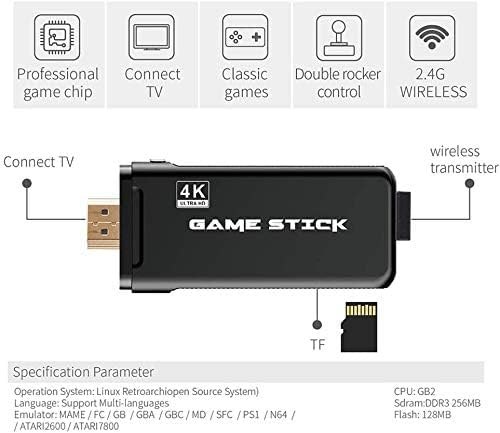 Professional game chip
Connect TV
Classic games
Double rocker control
2.4G WIRELESS
Connect TV
wireless transmitter
4K
ULTRA HD
GAME STICK
TF
Specification Parameter
Operation System: Linux Retroarchiopen Source System)
Language: Support Multi-languages
Emulator: MAME / FC / GB / GBA / GBC / MD / SFC / PS1 / N64 /
/ ATARI2600 / ATARI7800
CPU: GB2
Sdram:DDR3 256MB
Flash: 128MB